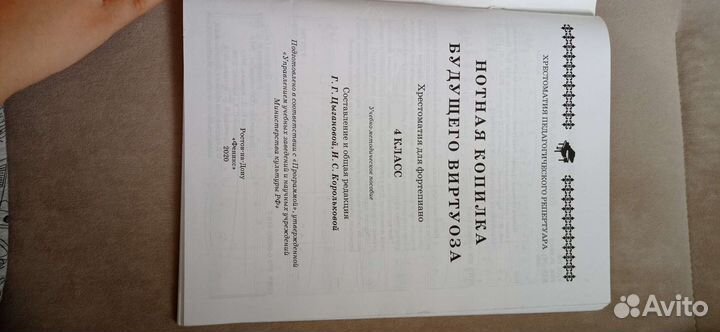 ХРЕСТОМАТИЯ ПЕДАГОГИЧЕСКОГО РЕПЕРТУАРА
НОТНАЯ КОПИЛКА
БУДУЩЕГО ВИРТУОЗА
Хрестоматия для фортепиано
4 КЛАСС
Учебно-методическое пособие
Составление и общая редакция
Г. Г. Цыгановой, И. С. Корольковой
Подготовлено в соответствии с «Программой», утвержденной
«Управлением учебных заведений и научных учреждений
Министерства культуры РФ»
Ростов-на-Дону
«Феникс»
2020
Avito